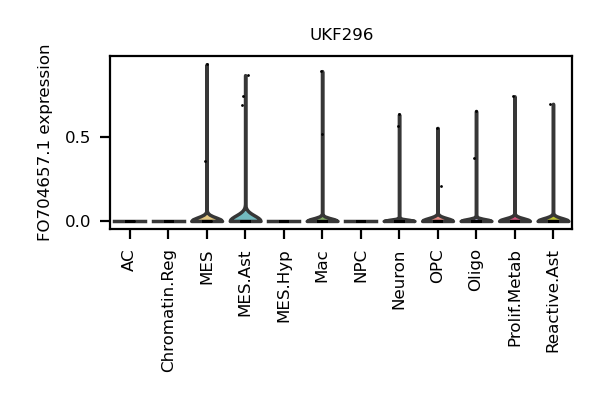 UKF296
FO704657.1 expression
0.5
0.0
AC
Chromatin.Reg
MES
MES.Ast
MES.Hyp
Mac
NPC
Neuron
OPC
Oligo
Prolif.Metab
Reactive.Ast